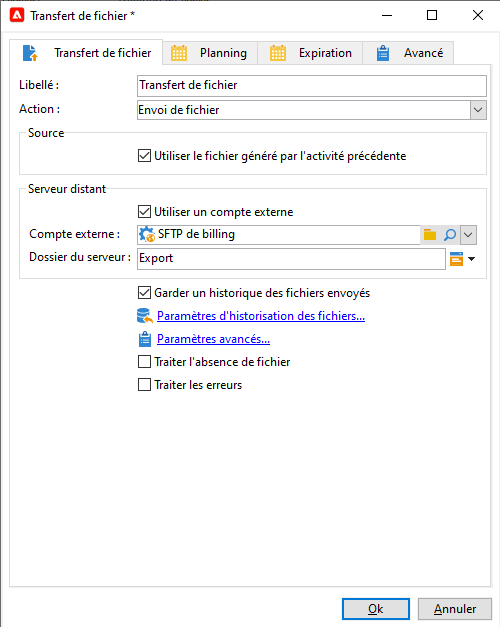 Transfert de fichier *
Transfert de fichier Planning Expiration Avancé
Libellé : Transfert de fichier
Action : Envoi de fichier
Source
Utiliser le fichier généré par l'activité précédente
Serveur distant
Utiliser un compte externe
Compte externe : SFTP de billing
Dossier du serveur : Export
Garder un historique des fichiers envoyés
Paramètres d'historisation des fichiers...
Paramètres avancés...
Traiter l'absence de fichier
Traiter les erreurs
Ok Annuler